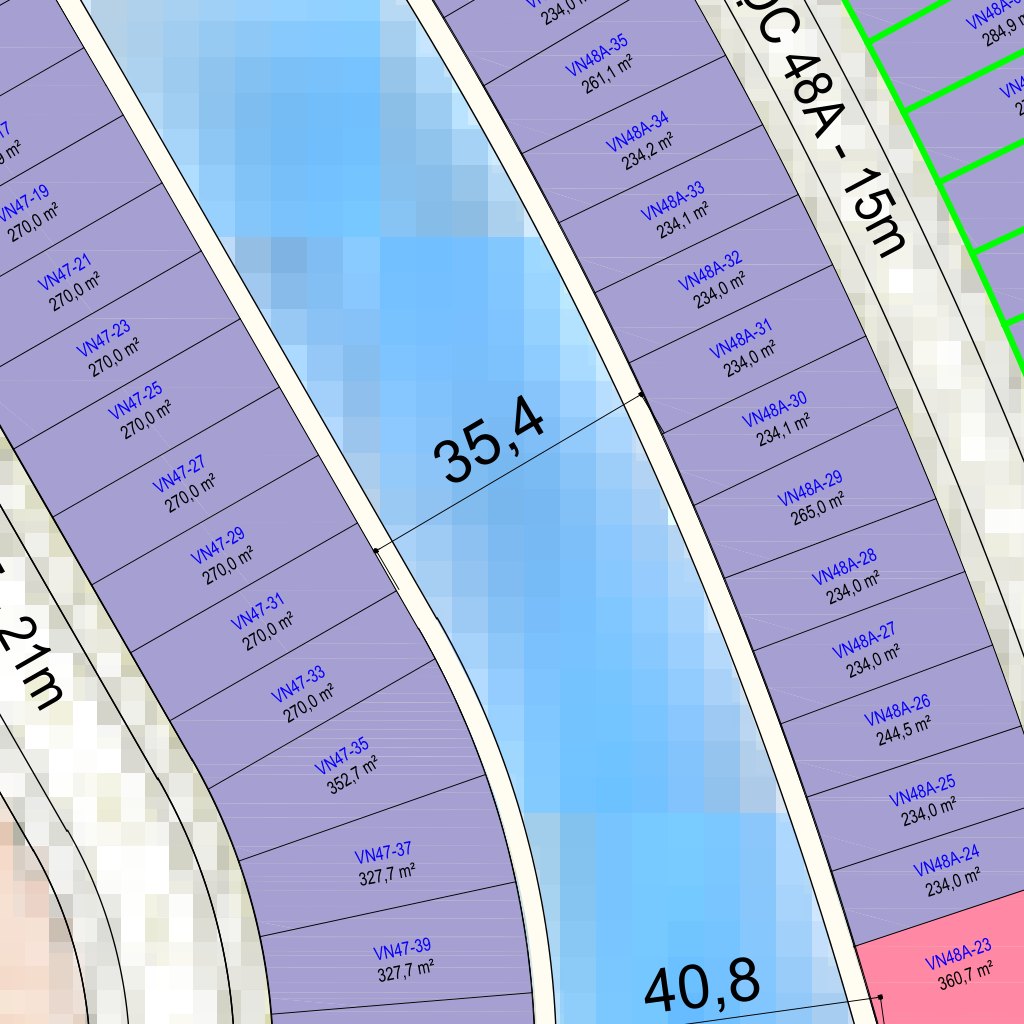 234,0 m²
VN48A-35
261,1 m²
284,9 m²
VN48A-34
234,2 m²
VN48A-33
234,1 m²
VN48A-32
234,0 m²
VN48A-31
234,0 m²
VN48A-30
234,1 m²
VN48A-29
265,0 m²
VN48A-28
234,0 m²
VN48A-27
234,0 m²
VN48A-26
244,5 m²
VN48A-25
234,0 m²
VN48A-24
234,0 m²
VN48A-23
360,7 m²
48A - 15m
VN47-19
270,0 m²
VN47-21
270,0 m²
VN47-23
270,0 m²
VN47-25
270,0 m²
VN47-27
270,0 m²
VN47-29
270,0 m²
VN47-31
270,0 m²
VN47-33
270,0 m²
VN47-35
352,7 m²
VN47-37
327,7 m²
VN47-39
327,7 m²
21m
35,4
40,8